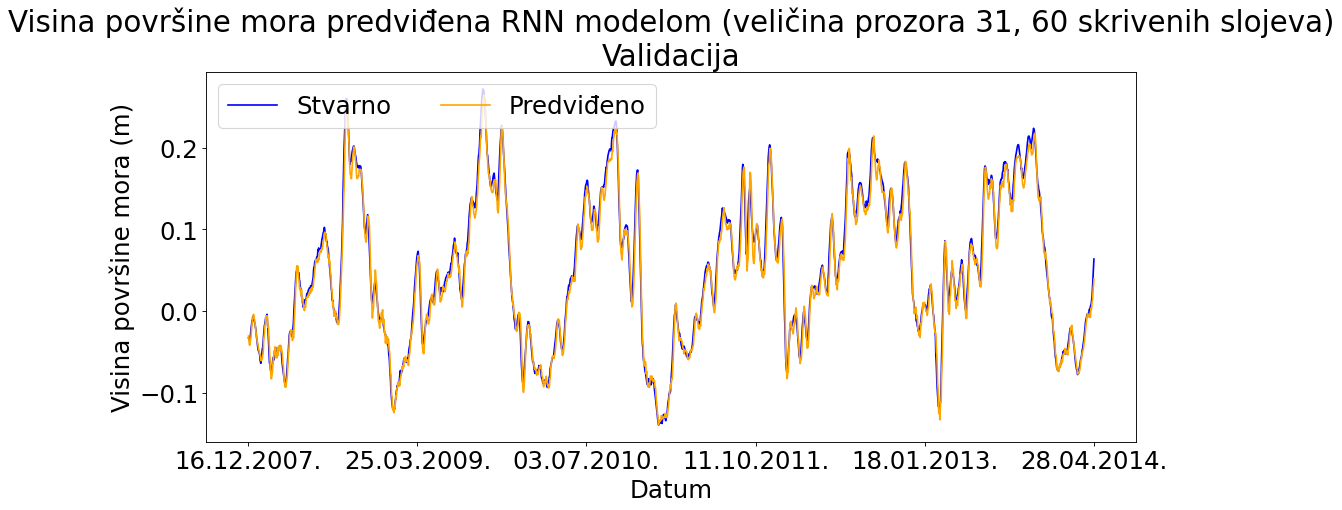 Visina površine mora predviđena RNN modelom (veličina prozora 31, 60 skrivenih slojeva)
Validacija
Stvarno
Predviđeno
Visina površine mora (m)
0.2
0.1
0.0
−0.1
16.12.2007.
25.03.2009.
03.07.2010.
11.10.2011.
18.01.2013.
28.04.2014.
Datum